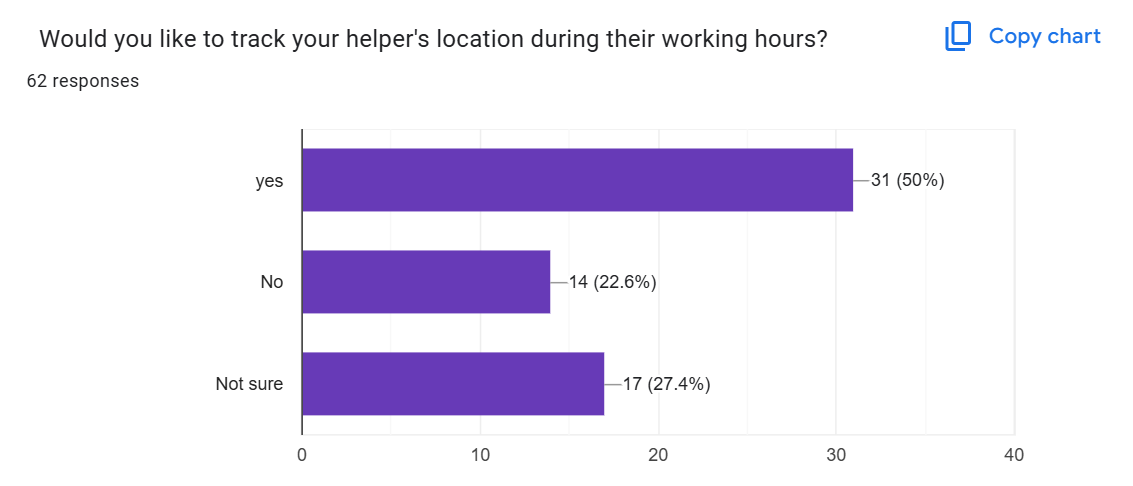 Would you like to track your helper's location during their working hours?
Copy chart
62 responses
yes
31 (50%)
No
14 (22.6%)
Not sure
17 (27.4%)
0
10
20
30
40